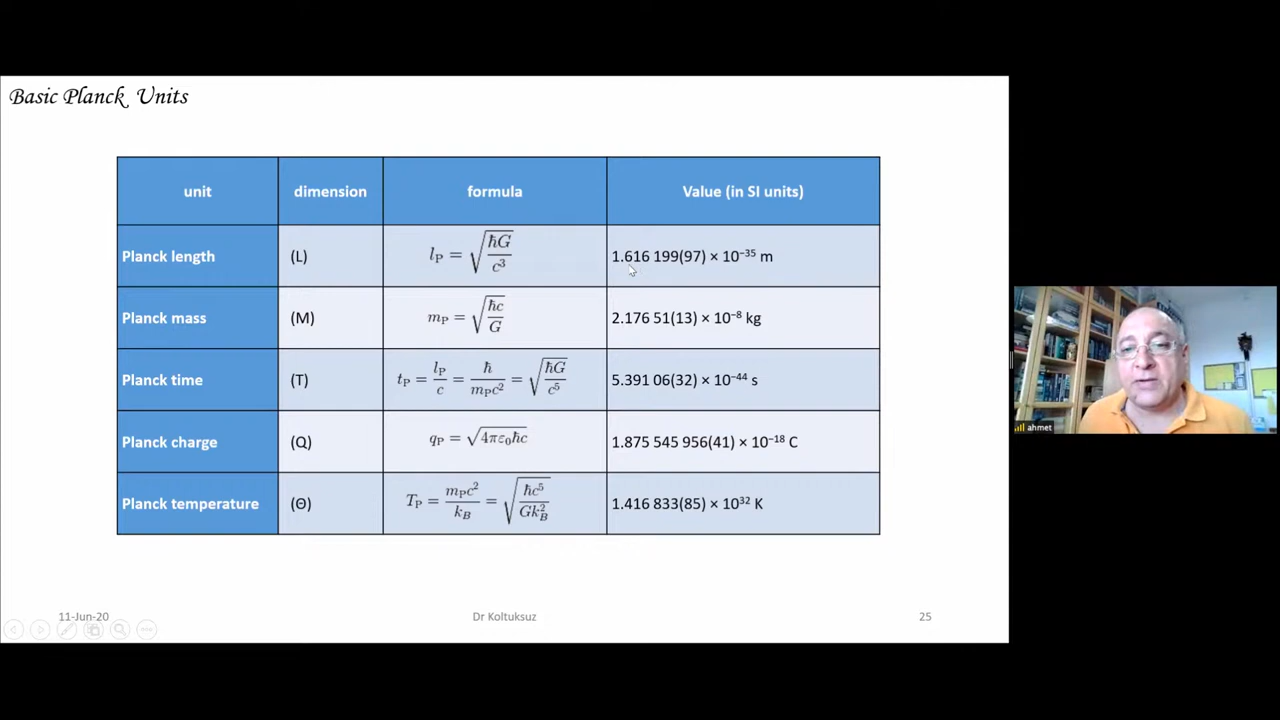 Basic Planck Units
unit dimension formula Value (in SI units)
Planck length (L) l_P = √(ħG/c³) 1.616 199(97) × 10⁻³⁵ m
Planck mass (M) m_P = √(ħc/G) 2.176 51(13) × 10⁻⁸ kg
Planck time (T) t_P = l_P/c = ħ/(m_P c²) = √(ħG/c⁵) 5.391 06(32) × 10⁻⁴⁴ s
Planck charge (Q) q_P = √(4πε₀ħc) 1.875 545 956(41) × 10⁻¹⁸ C
Planck temperature (Θ) T_P = m_P c²/k_B = √(ħc⁵/(Gk_B²)) 1.416 833(85) × 10³² K
11-Jun-20 Dr Koltuksuz 25
ahmet